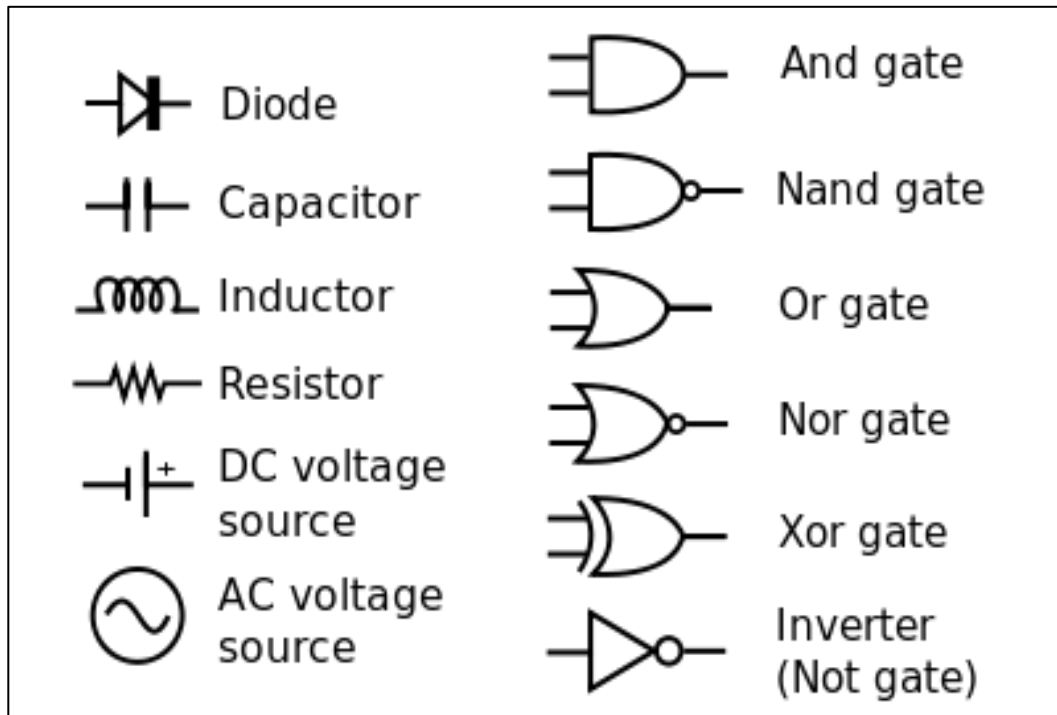 Diode
Capacitor
Inductor
Resistor
+
DC voltage
source
AC voltage
source
And gate
Nand gate
Or gate
Nor gate
Xor gate
Inverter
(Not gate)